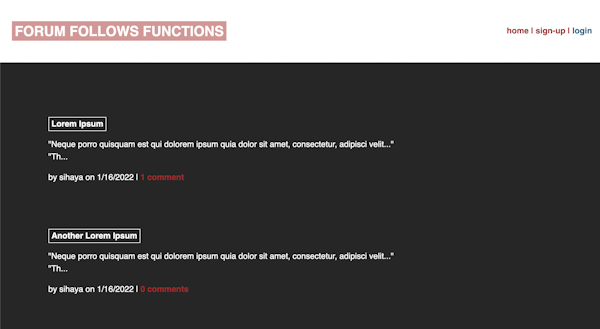 FORUM FOLLOWS FUNCTIONS
home | sign-up | login
Lorem Ipsum
"Neque porro quisquam est qui dolorem ipsum quia dolor sit amet, consectetur, adipisci velit..."
"Th...
by sihaya on 1/16/2022 | 1 comment
Another Lorem Ipsum
"Neque porro quisquam est qui dolorem ipsum quia dolor sit amet, consectetur, adipisci velit..."
"Th...
by sihaya on 1/16/2022 | 0 comments